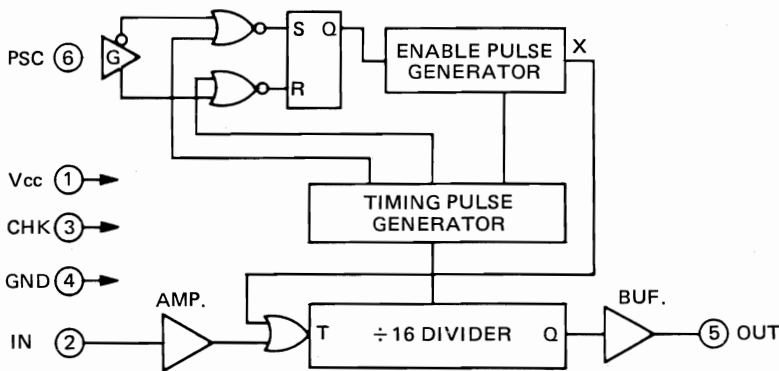 S Q
ENABLE PULSE
GENERATOR
X
PSC 6
G
R
Vcc 1
TIMING PULSE
GENERATOR
CHK 3
GND 4
AMP.
BUF.
IN 2
T ÷16 DIVIDER Q
5 OUT